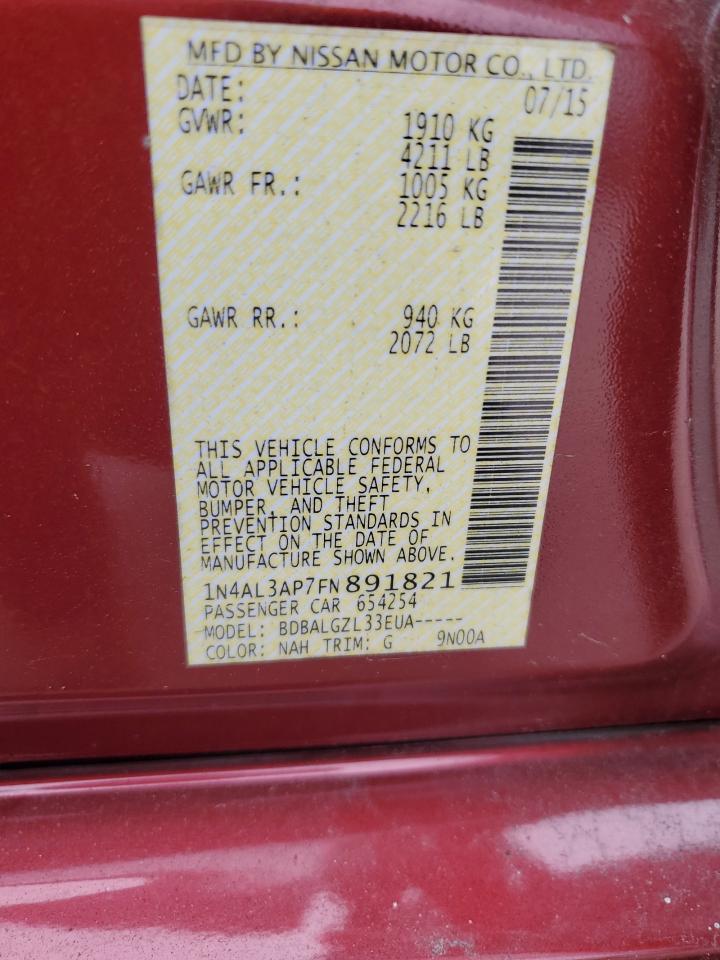 MFD BY NISSAN MOTOR CO., LTD.
DATE: 07/15
GVWR: 1910 KG
4211 LB
GAWR FR.: 1005 KG
2216 LB
GAWR RR.: 940 KG
2072 LB
THIS VEHICLE CONFORMS TO
ALL APPLICABLE FEDERAL
MOTOR VEHICLE SAFETY,
BUMPER, AND THEFT
PREVENTION STANDARDS IN
EFFECT ON THE DATE OF
MANUFACTURE SHOWN ABOVE.
1N4AL3AP7FN891821
PASSENGER CAR 654254
MODEL: BDBALGZL33EUA-----
COLOR: NAH TRIM: G 9N00A